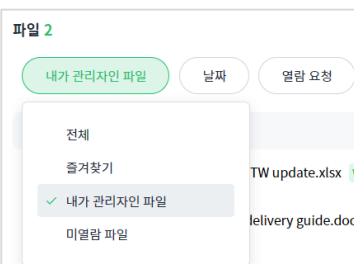 파일 2
내가 관리자인 파일 날짜 열람 요청
전체
즐겨찾기
TW update.xlsx
내가 관리자인 파일
delivery guide.doc
미열람 파일